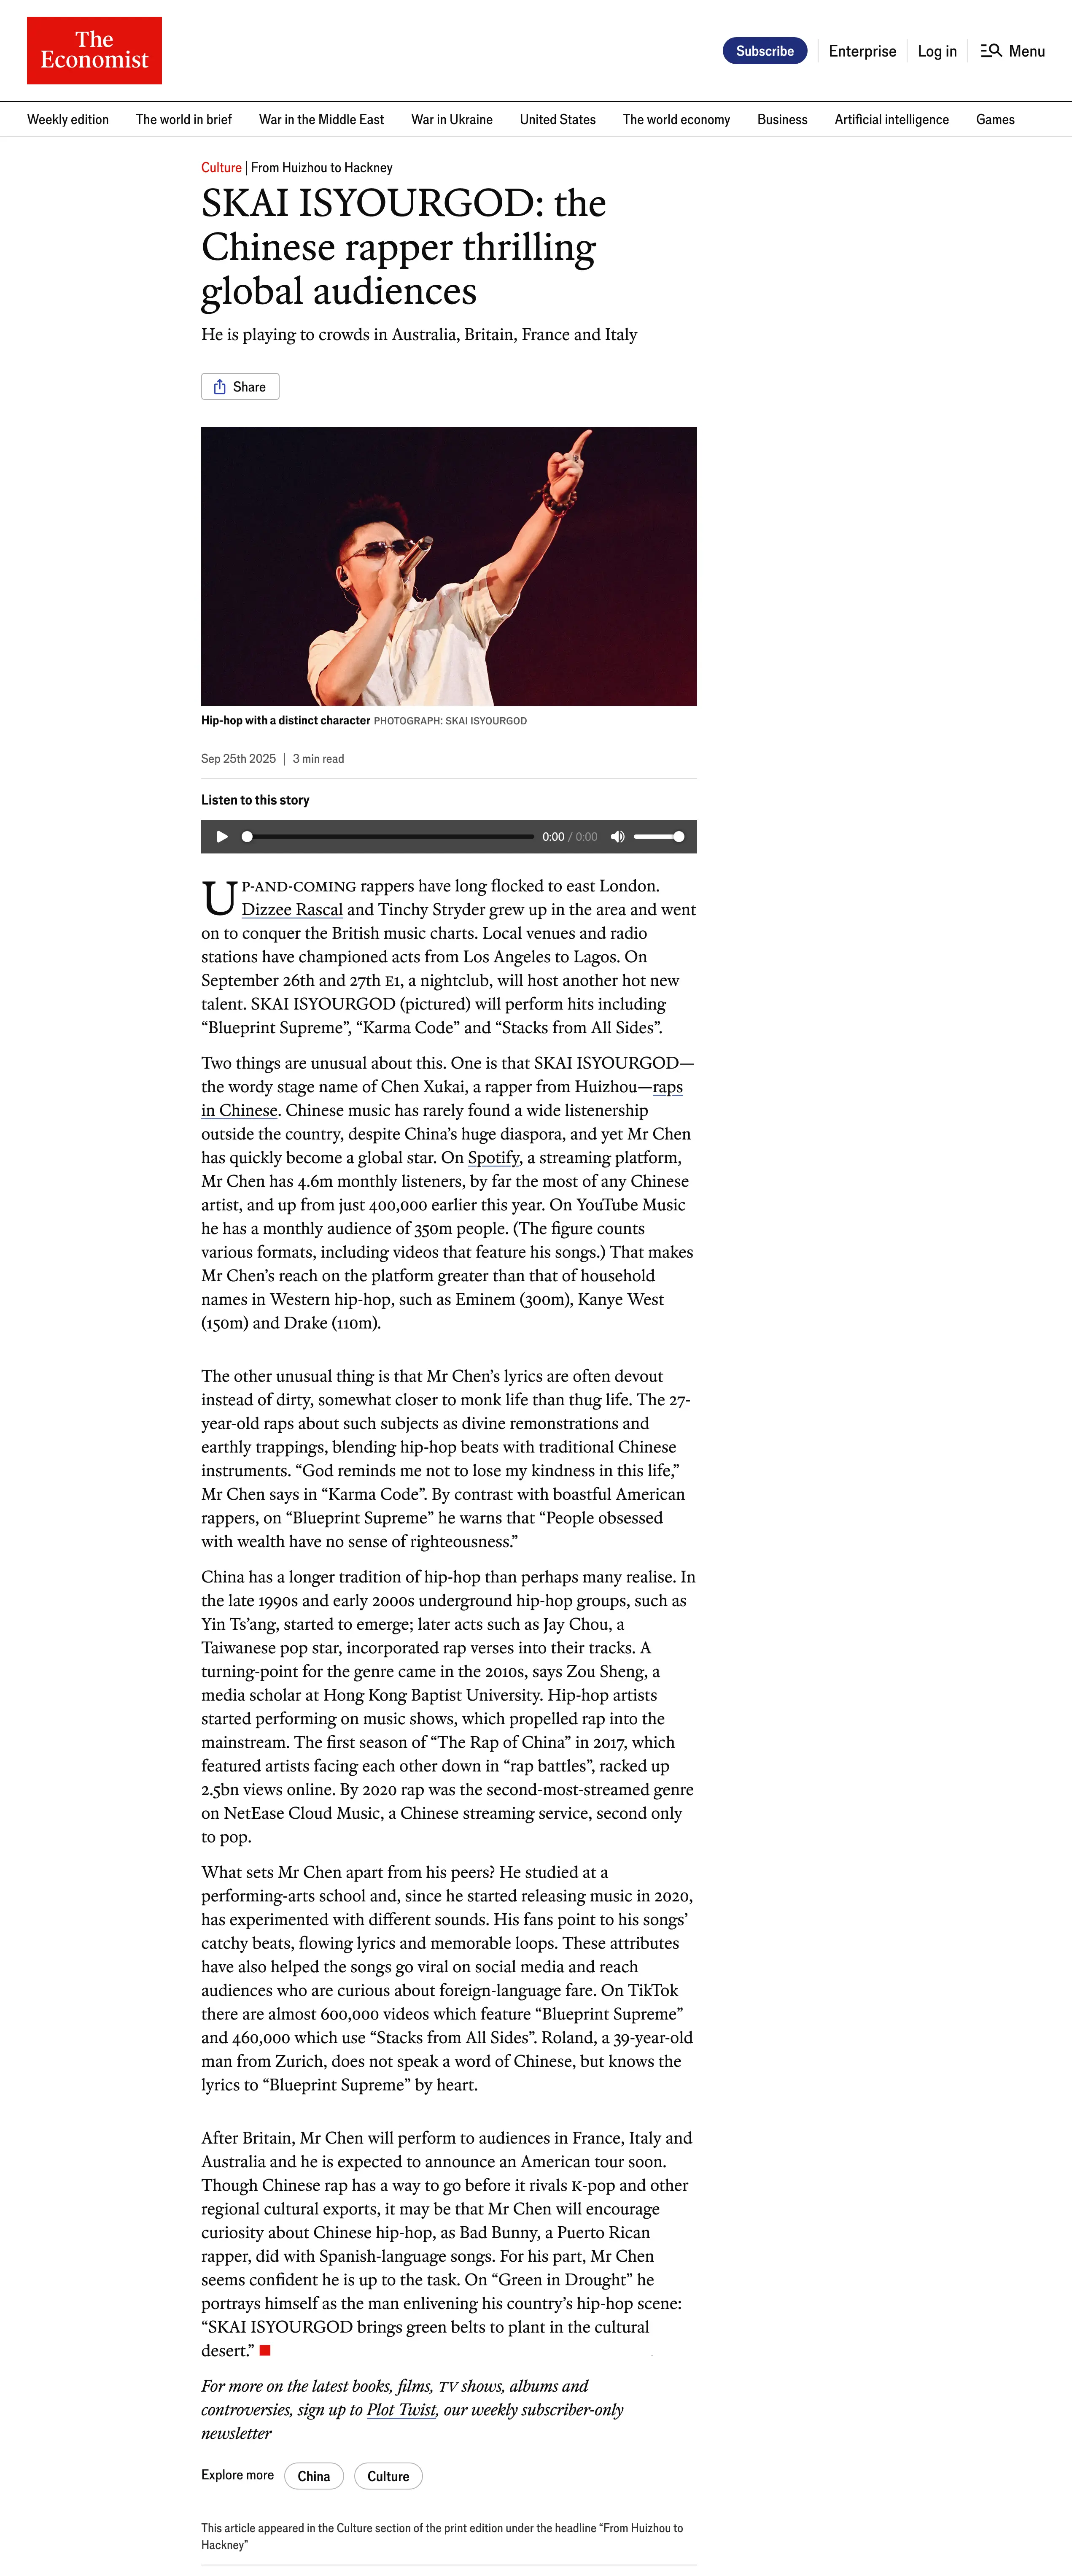 The
Economist
Subscribe
Enterprise
Log in
Menu
Weekly edition
The world in brief
War in the Middle East
War in Ukraine
United States
The world economy
Business
Artificial intelligence
Games
Culture | From Huizhou to Hackney
SKAI ISYOURGOD: the
Chinese rapper thrilling
global audiences
He is playing to crowds in Australia, Britain, France and Italy
Share
Hip-hop with a distinct character PHOTOGRAPH: SKAI ISYOURGOD
Sep 25th 2025 | 3 min read
Listen to this story
0:00 / 0:00
UP-AND-COMING rappers have long flocked to east London.
Dizzee Rascal and Tinchy Stryder grew up in the area and went
on to conquer the British music charts. Local venues and radio
stations have championed acts from Los Angeles to Lagos. On
September 26th and 27th E1, a nightclub, will host another hot new
talent. SKAI ISYOURGOD (pictured) will perform hits including
“Blueprint Supreme”, “Karma Code” and “Stacks from All Sides”.
Two things are unusual about this. One is that SKAI ISYOURGOD—
the wordy stage name of Chen Xukai, a rapper from Huizhou—raps
in Chinese. Chinese music has rarely found a wide listenership
outside the country, despite China’s huge diaspora, and yet Mr Chen
has quickly become a global star. On Spotify, a streaming platform,
Mr Chen has 4.6m monthly listeners, by far the most of any Chinese
artist, and up from just 400,000 earlier this year. On YouTube Music
he has a monthly audience of 350m people. (The figure counts
various formats, including videos that feature his songs.) That makes
Mr Chen’s reach on the platform greater than that of household
names in Western hip-hop, such as Eminem (300m), Kanye West
(150m) and Drake (110m).
The other unusual thing is that Mr Chen’s lyrics are often devout
instead of dirty, somewhat closer to monk life than thug life. The 27-
year-old raps about such subjects as divine remonstrations and
earthly trappings, blending hip-hop beats with traditional Chinese
instruments. “God reminds me not to lose my kindness in this life,”
Mr Chen says in “Karma Code”. By contrast with boastful American
rappers, on “Blueprint Supreme” he warns that “People obsessed
with wealth have no sense of righteousness.”
China has a longer tradition of hip-hop than perhaps many realise. In
the late 1990s and early 2000s underground hip-hop groups, such as
Yin Ts’ang, started to emerge; later acts such as Jay Chou, a
Taiwanese pop star, incorporated rap verses into their tracks. A
turning-point for the genre came in the 2010s, says Zou Sheng, a
media scholar at Hong Kong Baptist University. Hip-hop artists
started performing on music shows, which propelled rap into the
mainstream. The first season of “The Rap of China” in 2017, which
featured artists facing each other down in “rap battles”, racked up
2.5bn views online. By 2020 rap was the second-most-streamed genre
on NetEase Cloud Music, a Chinese streaming service, second only
to pop.
What sets Mr Chen apart from his peers? He studied at a
performing-arts school and, since he started releasing music in 2020,
has experimented with different sounds. His fans point to his songs’
catchy beats, flowing lyrics and memorable loops. These attributes
have also helped the songs go viral on social media and reach
audiences who are curious about foreign-language fare. On TikTok
there are almost 600,000 videos which feature “Blueprint Supreme”
and 460,000 which use “Stacks from All Sides”. Roland, a 39-year-old
man from Zurich, does not speak a word of Chinese, but knows the
lyrics to “Blueprint Supreme” by heart.
After Britain, Mr Chen will perform to audiences in France, Italy and
Australia and he is expected to announce an American tour soon.
Though Chinese rap has a way to go before it rivals K-pop and other
regional cultural exports, it may be that Mr Chen will encourage
curiosity about Chinese hip-hop, as Bad Bunny, a Puerto Rican
rapper, did with Spanish-language songs. For his part, Mr Chen
seems confident he is up to the task. On “Green in Drought” he
portrays himself as the man enlivening his country’s hip-hop scene:
“SKAI ISYOURGOD brings green belts to plant in the cultural
desert.” ■
For more on the latest books, films, TV shows, albums and
controversies, sign up to Plot Twist, our weekly subscriber-only
newsletter
Explore more
China
Culture
This article appeared in the Culture section of the print edition under the headline “From Huizhou to
Hackney”